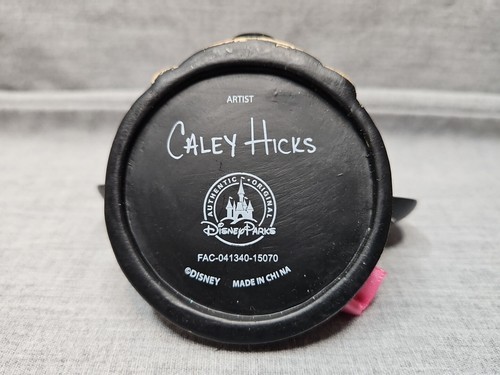 ARTIST
CALEY HICKS
AUTHENTIC • ORIGINAL
Disney Parks
FAC-041340-15070
©DISNEY MADE IN CHINA